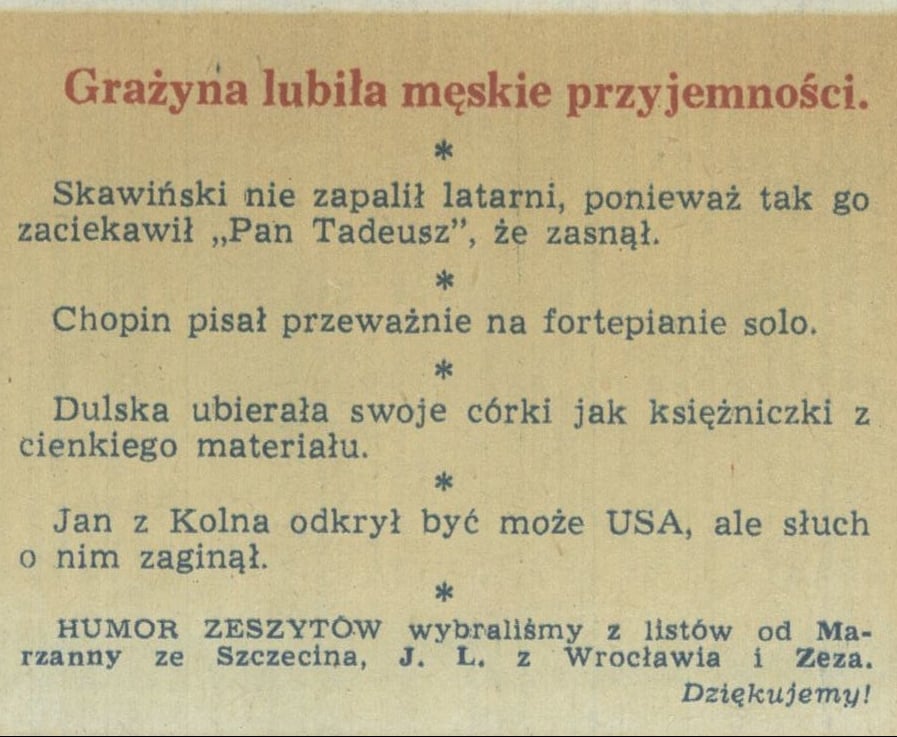 Grażyna lubiła męskie przyjemności.
*
Skawiński nie zapalił latarni, ponieważ tak go
zaciekawił „Pan Tadeusz”, że zasnął.
*
Chopin pisał przeważnie na fortepianie solo.
*
Dulska ubierała swoje córki jak księżniczki z
cienkiego materiału.
*
Jan z Kolna odkrył być może USA, ale słuch
o nim zaginął.
*
HUMOR ZESZYTÓW wybraliśmy z listów od Ma-
rzanny ze Szczecina, J. L. z Wrocławia i Zeza.
Dziękujemy!